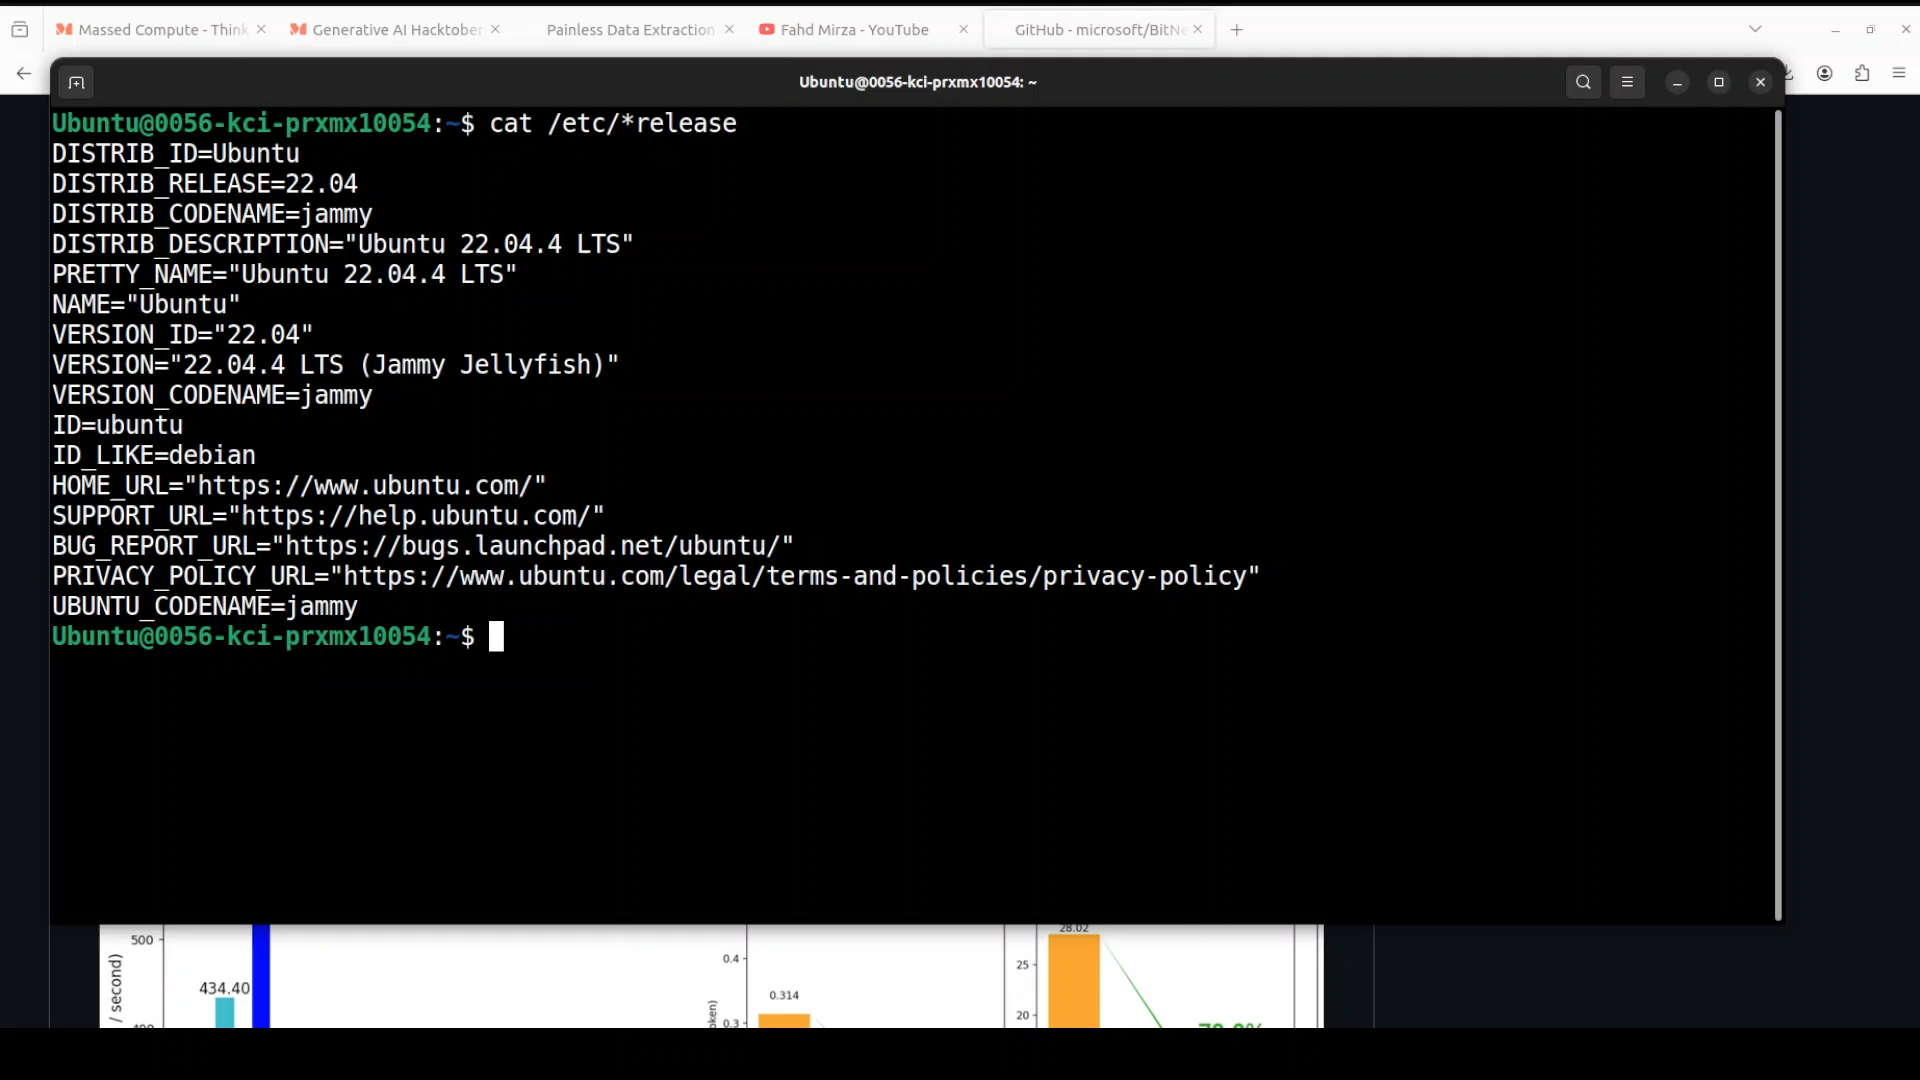 Massed Compute - Think
Generative AI Hacktober
Painless Data Extraction
Fahd Mirza - YouTube
GitHub - microsoft/BitNe
Ubuntu@0056-kci-prxmx10054: ~
Ubuntu@0056-kci-prxmx10054:~$ cat /etc/*release
DISTRIB_ID=Ubuntu
DISTRIB_RELEASE=22.04
DISTRIB_CODENAME=jammy
DISTRIB_DESCRIPTION="Ubuntu 22.04.4 LTS"
PRETTY_NAME="Ubuntu 22.04.4 LTS"
NAME="Ubuntu"
VERSION_ID="22.04"
VERSION="22.04.4 LTS (Jammy Jellyfish)"
VERSION_CODENAME=jammy
ID=ubuntu
ID_LIKE=debian
HOME_URL="https://www.ubuntu.com/"
SUPPORT_URL="https://help.ubuntu.com/"
BUG_REPORT_URL="https://bugs.launchpad.net/ubuntu/"
PRIVACY_POLICY_URL="https://www.ubuntu.com/legal/terms-and-policies/privacy-policy"
UBUNTU_CODENAME=jammy
Ubuntu@0056-kci-prxmx10054:~$
/ second)
500
434.40
0.4
0.314
0.3
28.02
25
20